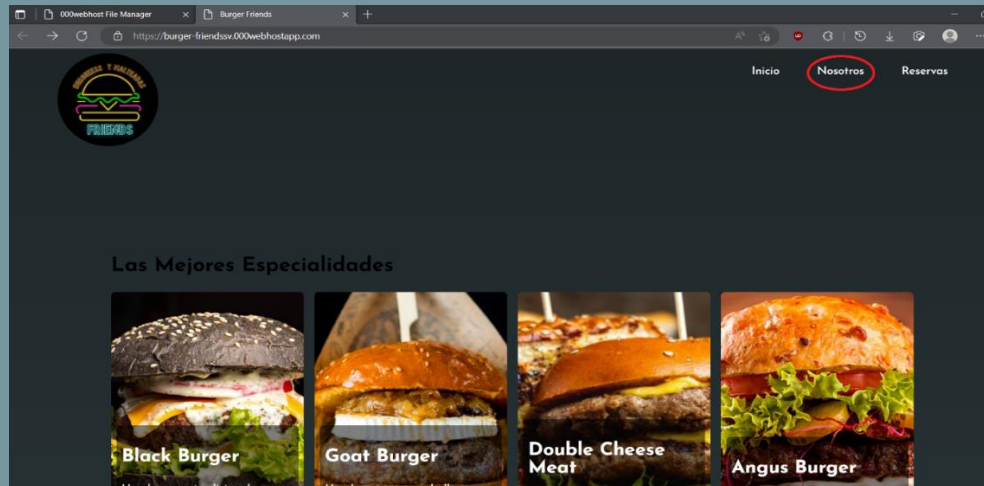 000webhost File Manager
Burger Friends
https://burger-friendssv.000webhostapp.com
Inicio
Nosotros
Reservas
FRIENDS
Las Mejores Especialidades
Black Burger
Goat Burger
Double Cheese
Meat
Angus Burger